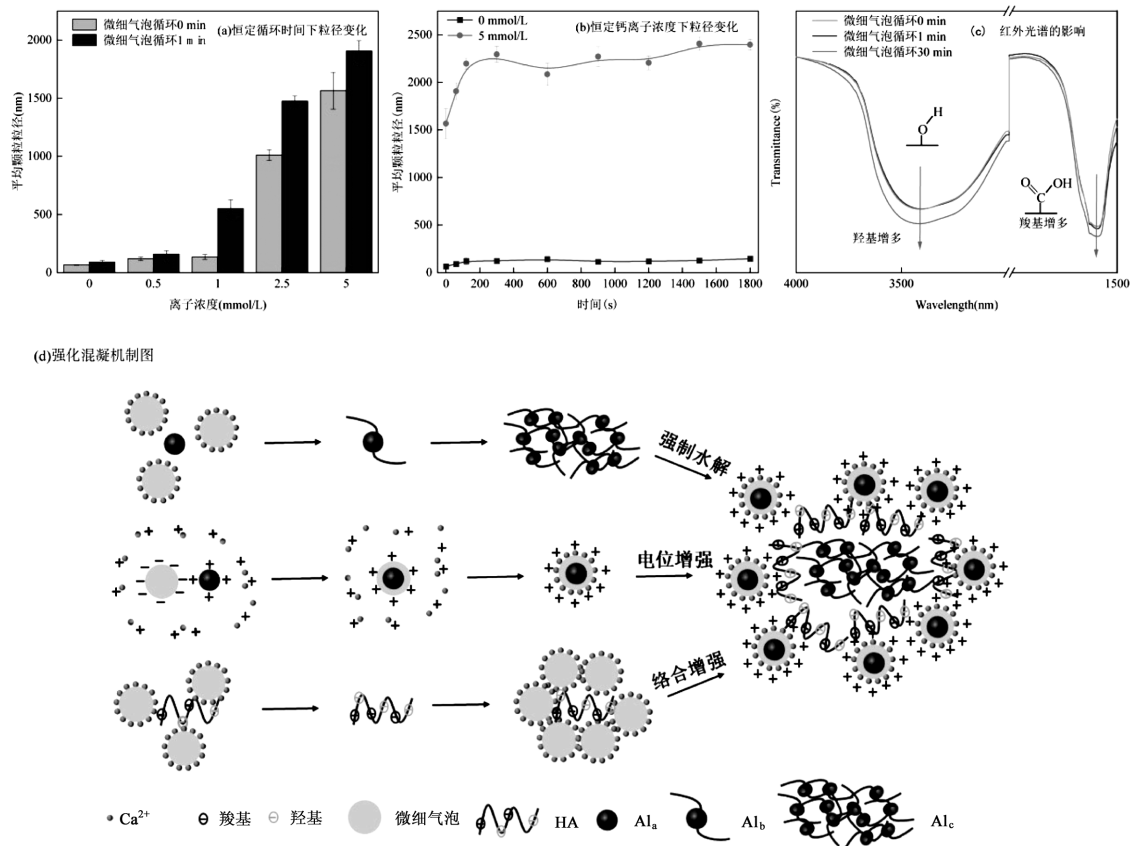 微细气泡循环0 min
微细气泡循环1 min
(a)恒定循环时间下粒径变化
平均颗粒粒径(nm)
2000
1500
1000
500
0
0
0.5
1
2.5
5
离子浓度(mmol/L)
0 mmol/L
5 mmol/L
(b)恒定钙离子浓度下粒径变化
平均颗粒粒径(nm)
2500
2000
1500
1000
500
0
0 200 400 600 800 1000 1200 1400 1600 1800
时间(s)
微细气泡循环0 min
微细气泡循环1 min
微细气泡循环30 min
(c) 红外光谱的影响
Transmittance(%)
H
O
羟基增多
O
OH
C
羧基增多
4000
3500
1500
Wavelength(nm)
(d)强化混凝机制图
强制水解
电位增强
络合增强
Ca2+
羧基
羟基
微细气泡
HA
Ala
Alb
Alc